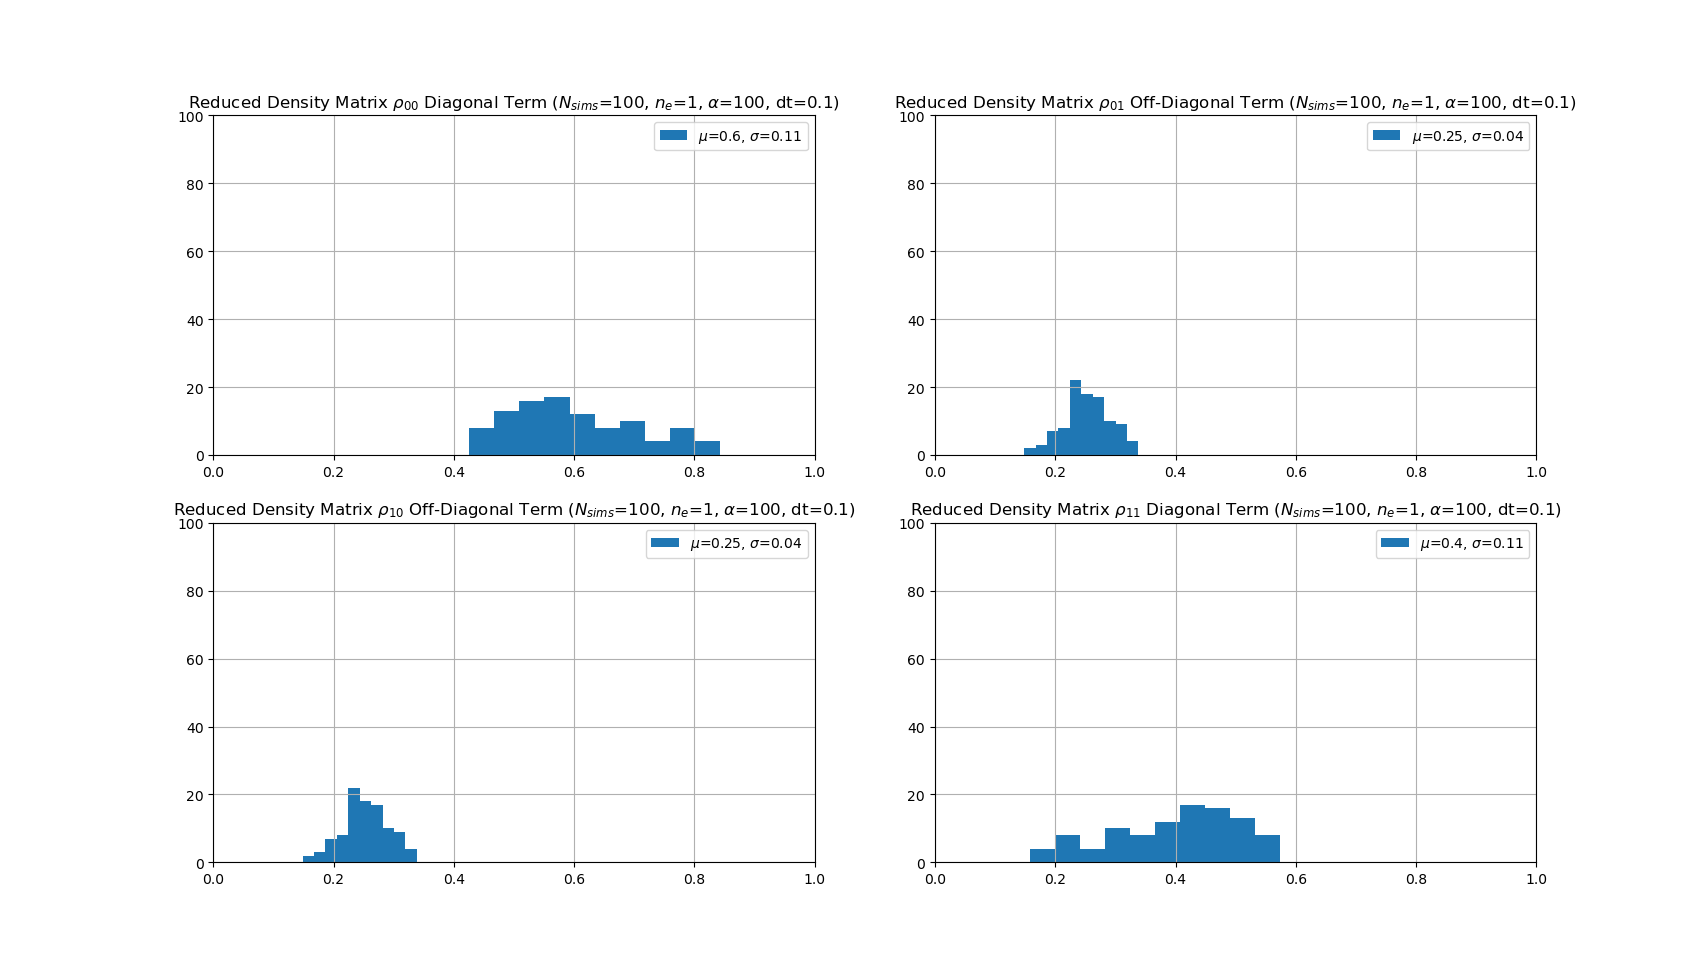 Reduced Density Matrix ρ00 Diagonal Term (Nsims=100, ne=1, α=100, dt=0.1)
μ=0.6, σ=0.11
100
80
60
40
20
0
0.0 0.2 0.4 0.6 0.8 1.0
Reduced Density Matrix ρ01 Off-Diagonal Term (Nsims=100, ne=1, α=100, dt=0.1)
μ=0.25, σ=0.04
100
80
60
40
20
0
0.0 0.2 0.4 0.6 0.8 1.0
Reduced Density Matrix ρ10 Off-Diagonal Term (Nsims=100, ne=1, α=100, dt=0.1)
μ=0.25, σ=0.04
100
80
60
40
20
0
0.0 0.2 0.4 0.6 0.8 1.0
Reduced Density Matrix ρ11 Diagonal Term (Nsims=100, ne=1, α=100, dt=0.1)
μ=0.4, σ=0.11
100
80
60
40
20
0
0.0 0.2 0.4 0.6 0.8 1.0